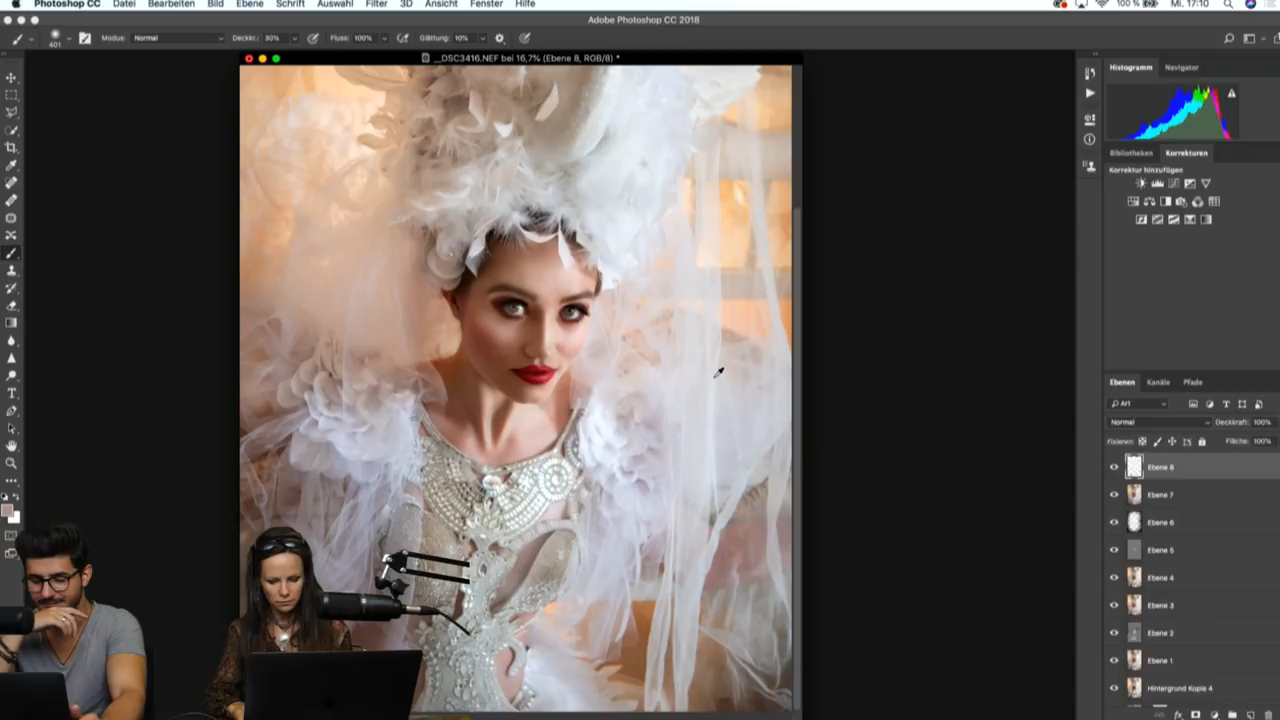 Photoshop CC Datei Bearbeiten Bild Ebene Schrift Auswahl Filter 3D Ansicht Fenster Hilfe 100 % Mi. 17:10
Adobe Photoshop CC 2018
401 Modus: Normal Deckkr.: 30% Fluss: 100% Glättung: 10%
__DSC3416.NEF bei 16,7% (Ebene 8, RGB/8) *
Histogramm Navigator
Bibliotheken Korrekturen
Korrektur hinzufügen
Ebenen Kanäle Pfade
Art
Normal Deckkraft: 100%
Fixieren: Fläche: 100%
Ebene 8
Ebene 7
Ebene 6
Ebene 5
Ebene 4
Ebene 3
Ebene 2
Ebene 1
Hintergrund Kopie 4
fx